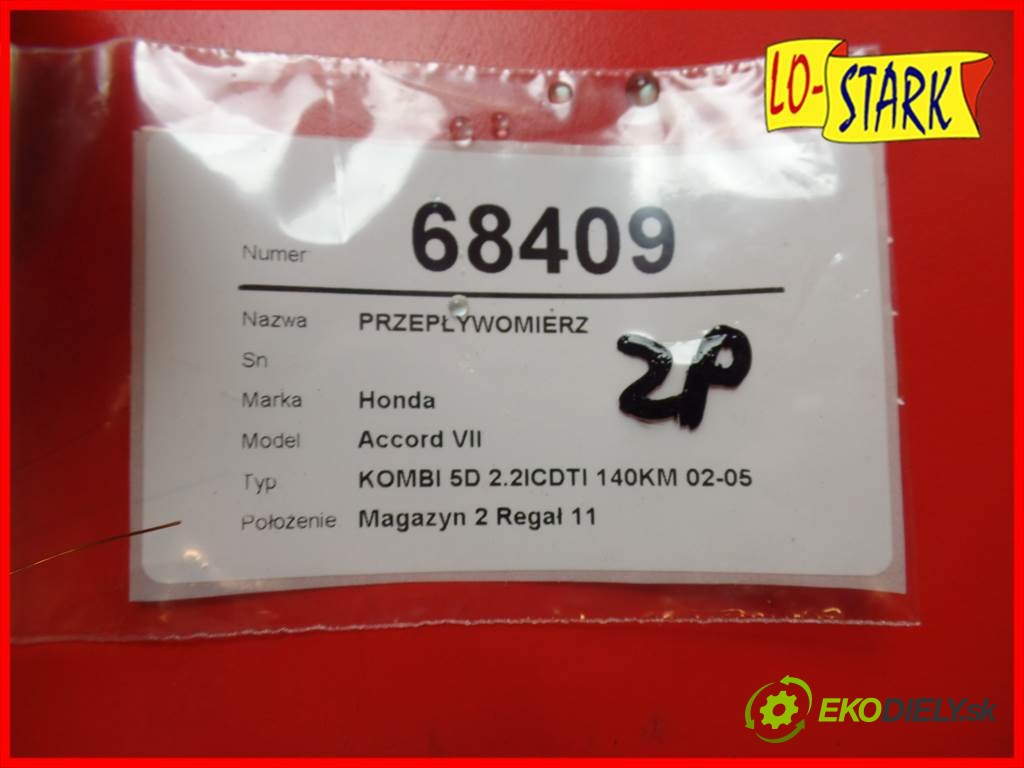 LO-STARK
Numer 68409
Nazwa PRZEPŁYWOMIERZ
Sn
2P
Marka Honda
Model Accord VII
Typ KOMBI 5D 2.2ICDTI 140KM 02-05
Położenie Magazyn 2 Regał 11
EKODIELY.sk